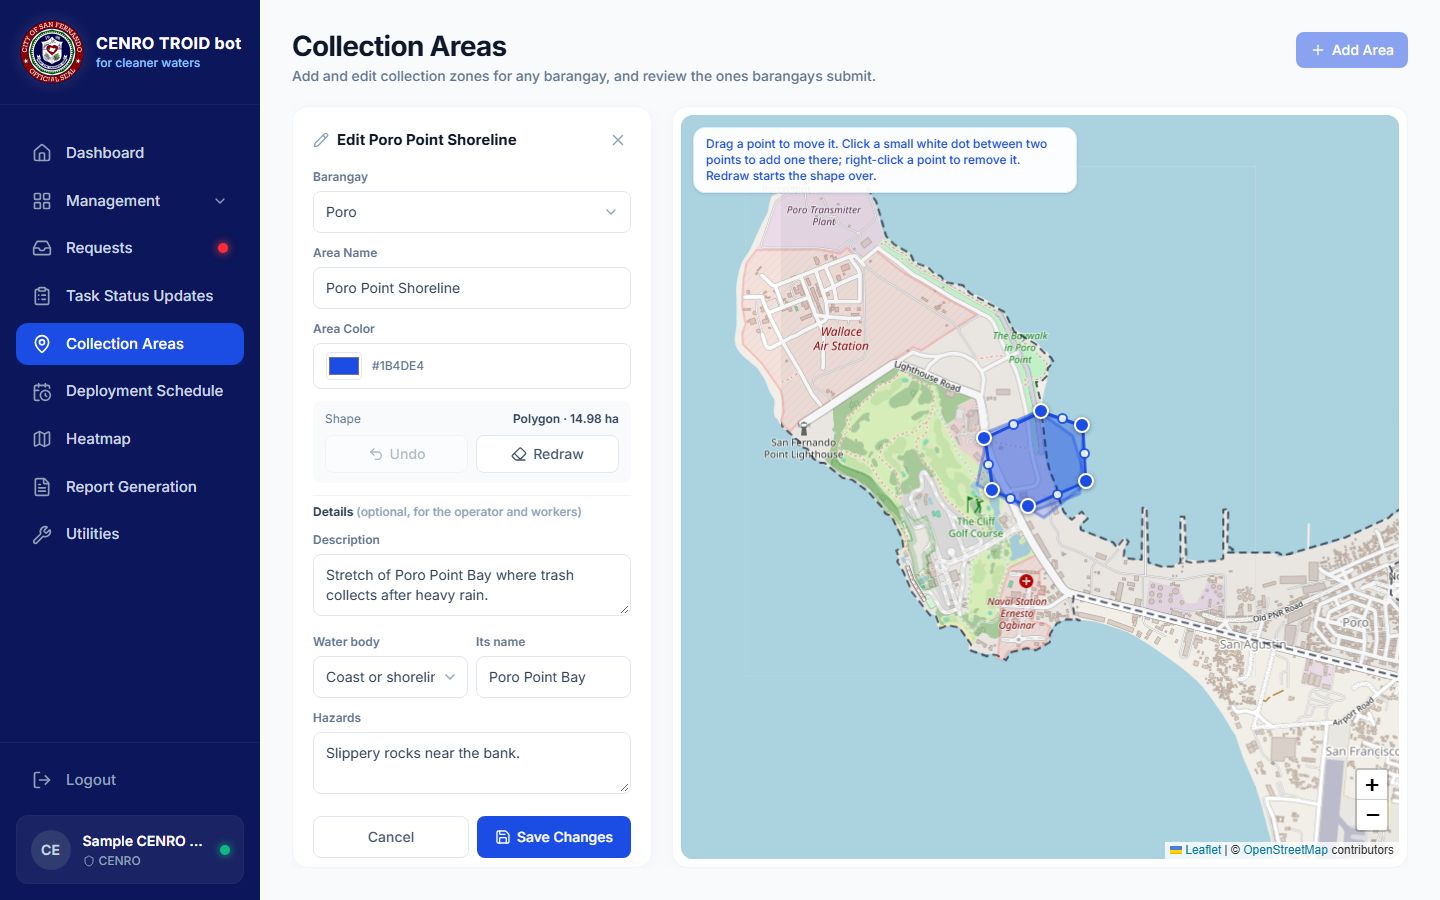 CITY OF SAN FERNANDO
OFFICIAL SEAL
CENRO TROID bot
for cleaner waters
Dashboard
Management
Requests
Task Status Updates
Collection Areas
Deployment Schedule
Heatmap
Report Generation
Utilities
Logout
CE
Sample CENRO ...
CENRO
Collection Areas
Add and edit collection zones for any barangay, and review the ones barangays submit.
Add Area
Edit Poro Point Shoreline
Barangay
Poro
Area Name
Poro Point Shoreline
Area Color
#1B4DE4
Shape
Polygon · 14.98 ha
Undo
Redraw
Details (optional, for the operator and workers)
Description
Stretch of Poro Point Bay where trash
collects after heavy rain.
Water body
Its name
Coast or shorelir
Poro Point Bay
Hazards
Slippery rocks near the bank.
Cancel
Save Changes
Drag a point to move it. Click a small white dot between two
points to add one there; right-click a point to remove it.
Redraw starts the shape over.
Poro Transmitter
Plant
Wallace
Air Station
The Baywalk
in Poro
Point
Lighthouse Road
San Fernando
Point Lighthouse
The Cliff
Golf Course
Naval Station
Ernesto
Ogbinar
Old PNR Road
Poro
San Agustin
Airport Road
San Francisco
+
−
Leaflet | © OpenStreetMap contributors